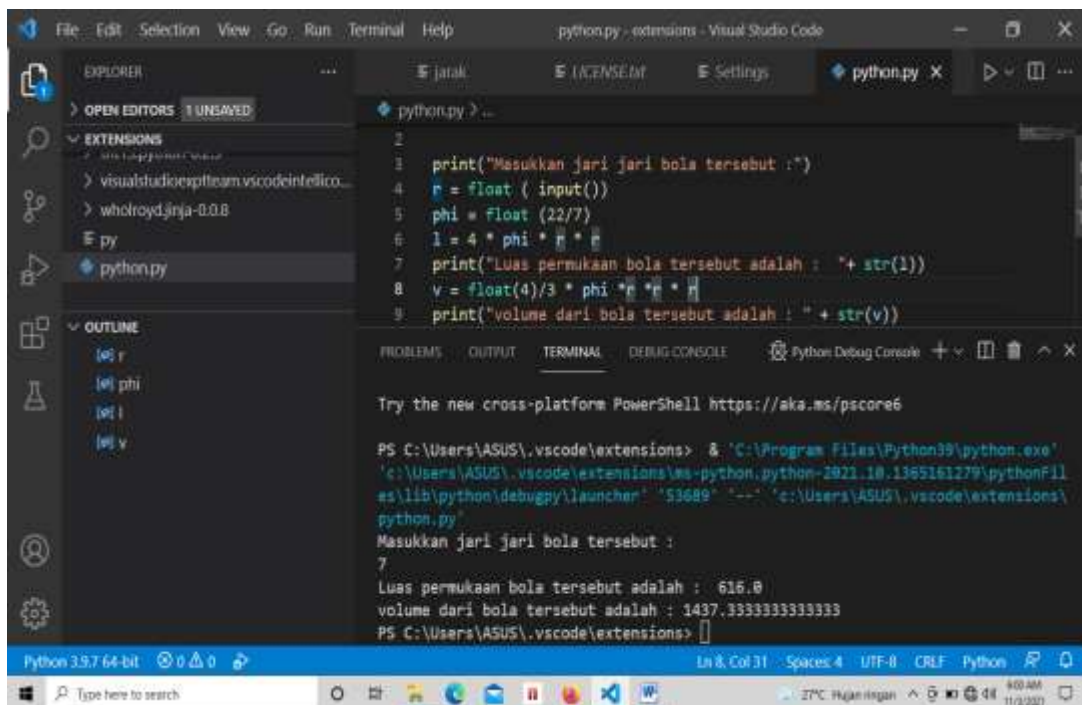 File Edit Selection View Go Run Terminal Help python.py - extensions - Visual Studio Code
EXPLORER ...
jarak LICENSE.txt Settings python.py
OPEN EDITORS 1 UNSAVED
python.py > ...
EXTENSIONS
visualstudioexptteam.vscodeintellico...
wholroyd.jinja-0.0.8
py
python.py
OUTLINE
r
phi
l
v
2
3 print("Masukkan jari jari bola tersebut :")
4 r = float ( input())
5 phi = float (22/7)
6 l = 4 * phi * r * r
7 print("Luas permukaan bola tersebut adalah :  "+ str(l))
8 v = float(4)/3 * phi *r *r * r
9 print("volume dari bola tersebut adalah : " + str(v))
PROBLEMS OUTPUT TERMINAL DEBUG CONSOLE Python Debug Console
Try the new cross-platform PowerShell https://aka.ms/pscore6
PS C:\Users\ASUS\.vscode\extensions>  & 'C:\Program Files\Python39\python.exe'
'c:\Users\ASUS\.vscode\extensions\ms-python.python-2021.10.1365161279\pythonFil
es\lib\python\debugpy\launcher' '53689' '--' 'c:\Users\ASUS\.vscode\extensions\
python.py'
Masukkan jari jari bola tersebut :
7
Luas permukaan bola tersebut adalah :  616.0
volume dari bola tersebut adalah : 1437.3333333333333
PS C:\Users\ASUS\.vscode\extensions>
Python 3.9.7 64-bit 0 0 Ln 8, Col 31 Spaces: 4 UTF-8 CRLF Python
Type here to search 27°C Hujan ringan 11/3/2021